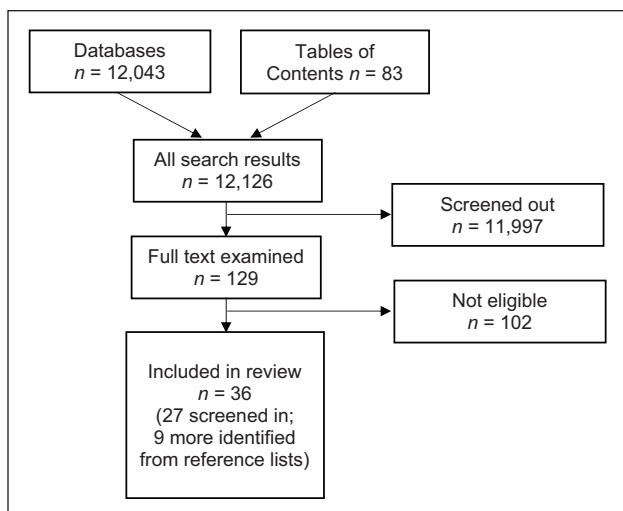 Databases
n = 12,043
Tables of
Contents n = 83
All search results
n = 12,126
Screened out
n = 11,997
Full text examined
n = 129
Not eligible
n = 102
Included in review
n = 36
(27 screened in;
9 more identified
from reference lists)